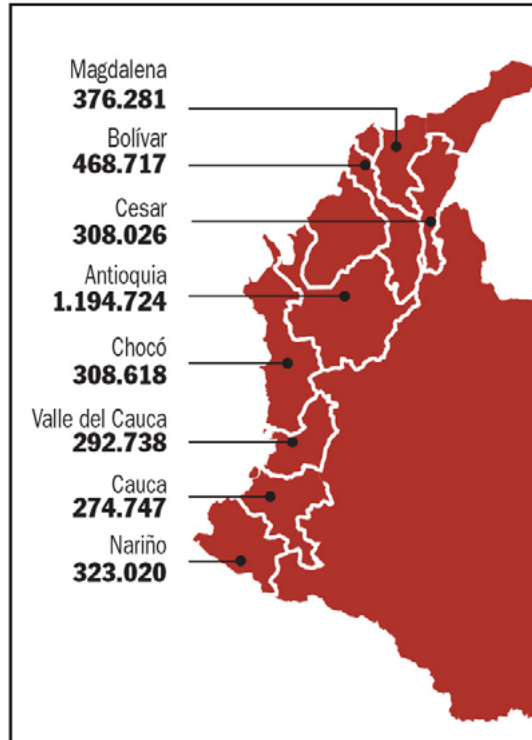 Magdalena
376.281
Bolívar
468.717
Cesar
308.026
Antioquia
1.194.724
Chocó
308.618
Valle del Cauca
292.738
Cauca
274.747
Nariño
323.020